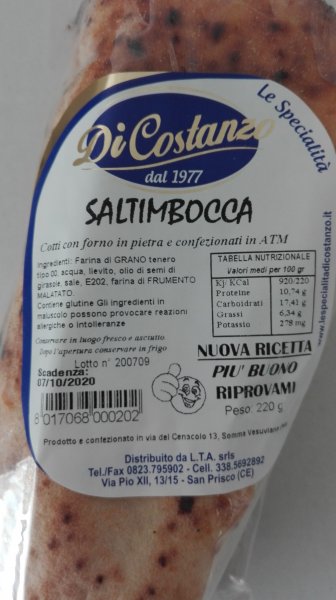 Le Specialità
Di Costanzo
dal 1977
SALTIMBOCCA
Cotti con forno in pietra e confezionati in ATM
Ingredienti: Farina di GRANO tenero
tipo 00, acqua, lievito, olio di semi di
girasole, sale, E202, farina di FRUMENTO
MALATATO.
Contiene glutine Gli ingredienti in
maiuscolo possono provocare reazioni
allergiche o intolleranze
Conservare in luogo fresco e asciutto.
Dopo l'apertura conservare in frigo
TABELLA NUTRIZIONALE
Valori medi per 100 gr
Kj/ KCal 920/220
Proteine 10,74 g
Carboidrati 17,41 g
Grassi 6,34 g
Potassio 278 mg
www.lespecialitadicostanzo.it
Lotto n° 200709
Scadenza:
07/10/2020
8 017068 000202
NUOVA RICETTA
PIU' BUONO
RIPROVAMI
Peso: 220 g
Prodotto e confezionato in via del Cenacolo 13, Somma Vesuviana
Distribuito da L.T.A. srls
Tel./Fax 0823.795902 - Cell. 338.5692892
Via Pio XII, 13/15 - San Prisco (CE)